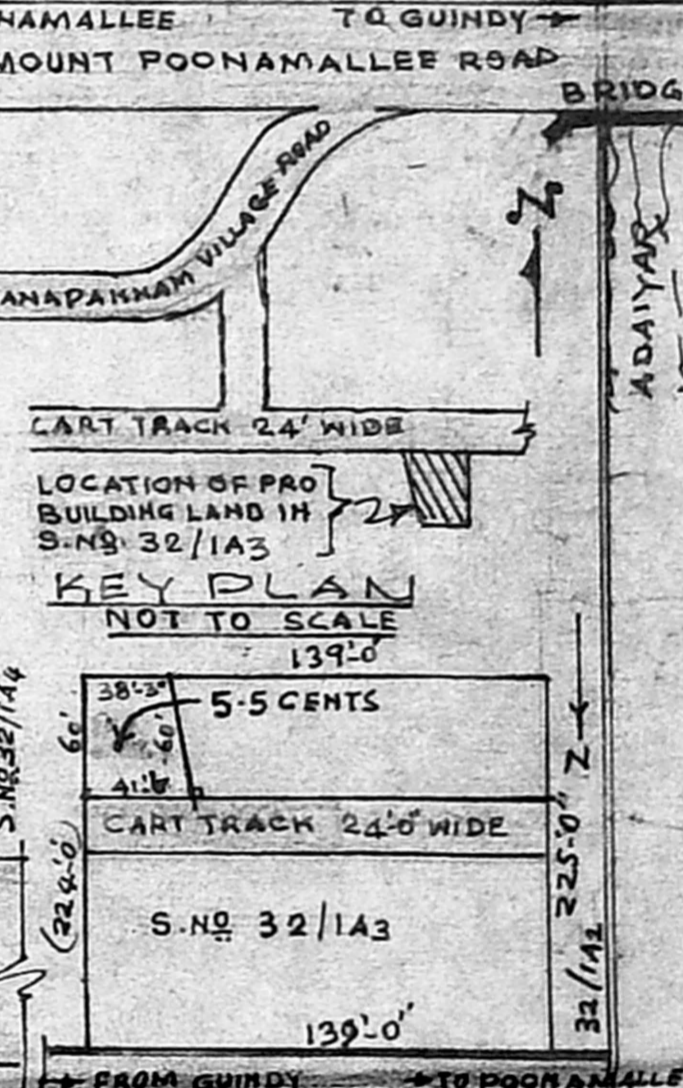 NAMALLEE TO GUINDY
MOUNT POONAMALLEE ROAD
BRIDG
ANAPAKKAM VILLAGE ROAD
N
ADAIYAR
CART TRACK 24' WIDE
LOCATION OF PRO
BUILDING LAND IN
S.NO. 32/1A3
KEY PLAN
NOT TO SCALE
139'-0"
38'-3"
5.5 CENTS
60'
60'
S.NO 32/1A4
N
CART TRACK 24'-0" WIDE
(224'-0")
225'-0"
S.NO 32/1A3
32/1A2
139'-0"
FROM GUINDY TO POONAMALLE